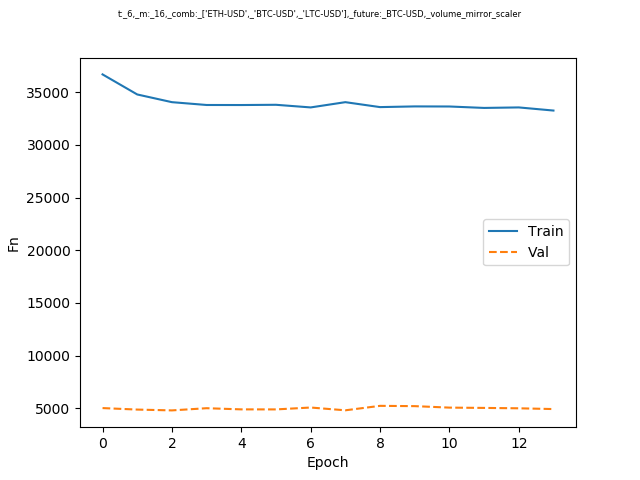 t:_6,_m:_16,_comb:_['ETH-USD',_'BTC-USD',_'LTC-USD'],_future:_BTC-USD,_volume_mirror_scaler
35000
30000
25000
20000
15000
10000
5000
Fn
Train
Val
0 2 4 6 8 10 12
Epoch